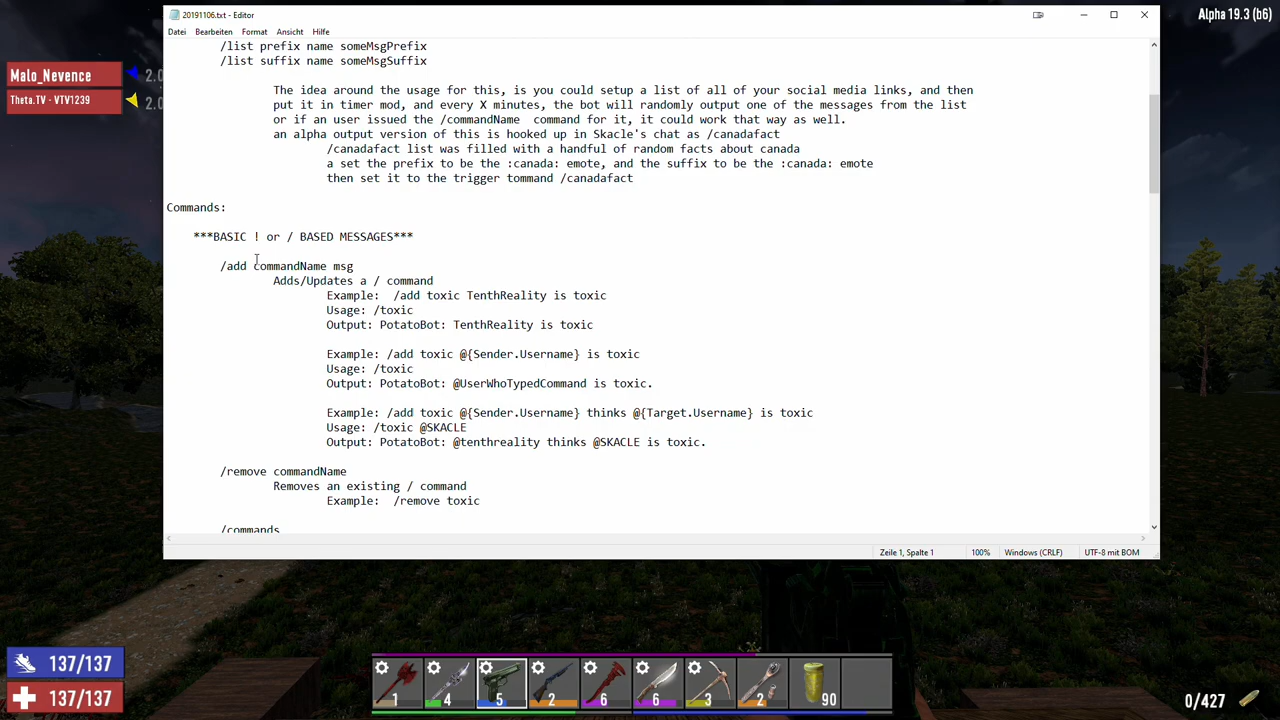 20191106.txt - Editor
Alpha 19.3 (b6)
Datei Bearbeiten Format Ansicht Hilfe
/list prefix name someMsgPrefix
/list suffix name someMsgSuffix
Malo_Nevence 2.0
Theta.TV - VTV1239 2.0
The idea around the usage for this, is you could setup a list of all of your social media links, and then
put it in timer mod, and every X minutes, the bot will randomly output one of the messages from the list
or if an user issued the /commandName command for it, it could work that way as well.
an alpha output version of this is hooked up in Skacle's chat as /canadafact
/canadafact list was filled with a handful of random facts about canada
a set the prefix to be the :canada: emote, and the suffix to be the :canada: emote
then set it to the trigger tommand /canadafact
Commands:
***BASIC ! or / BASED MESSAGES***
/add commandName msg
Adds/Updates a / command
Example: /add toxic TenthReality is toxic
Usage: /toxic
Output: PotatoBot: TenthReality is toxic
Example: /add toxic @{Sender.Username} is toxic
Usage: /toxic
Output: PotatoBot: @UserWhoTypedCommand is toxic.
Example: /add toxic @{Sender.Username} thinks @{Target.Username} is toxic
Usage: /toxic @SKACLE
Output: PotatoBot: @tenthreality thinks @SKACLE is toxic.
/remove commandName
Removes an existing / command
Example: /remove toxic
/commands
Zeile 1, Spalte 1 100% Windows (CRLF) UTF-8 mit BOM
137/137
137/137
1 4 5 2 6 6 3 2 90
0/427